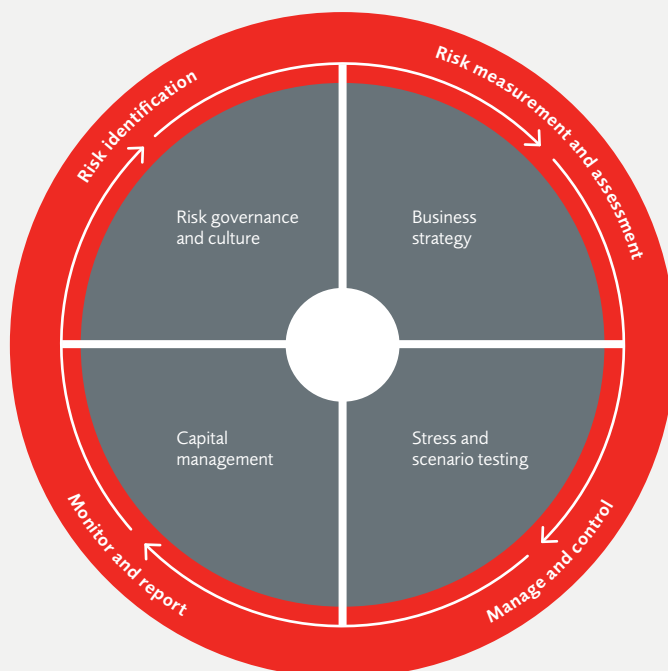 Risk identification
Risk measurement and assessment
Risk governance
and culture
Business
strategy
Capital
management
Stress and
scenario testing
Monitor and report
Manage and control